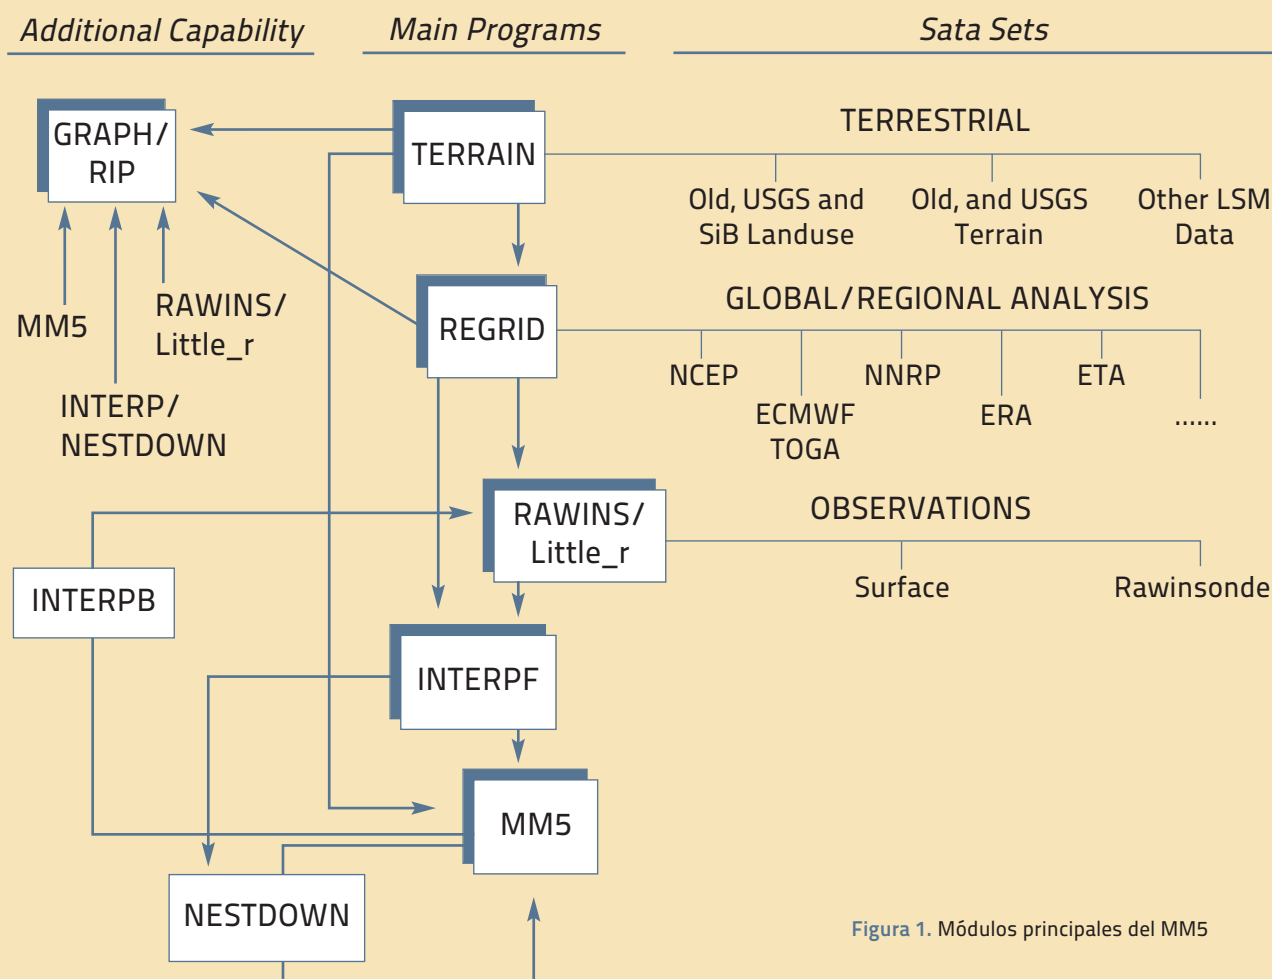 Additional Capability
Main Programs
Sata Sets
GRAPH/
RIP
TERRAIN
TERRESTRIAL
Old, USGS and
SiB Landuse
Old, and USGS
Terrain
Other LSM
Data
MM5
RAWINS/
Little_r
INTERP/
NESTDOWN
REGRID
GLOBAL/REGIONAL ANALYSIS
NCEP
ECMWF
TOGA
NNRP
ERA
ETA
......
RAWINS/
Little_r
OBSERVATIONS
Surface
Rawinsonde
INTERPB
INTERPF
MM5
NESTDOWN
Figura 1. Módulos principales del MM5